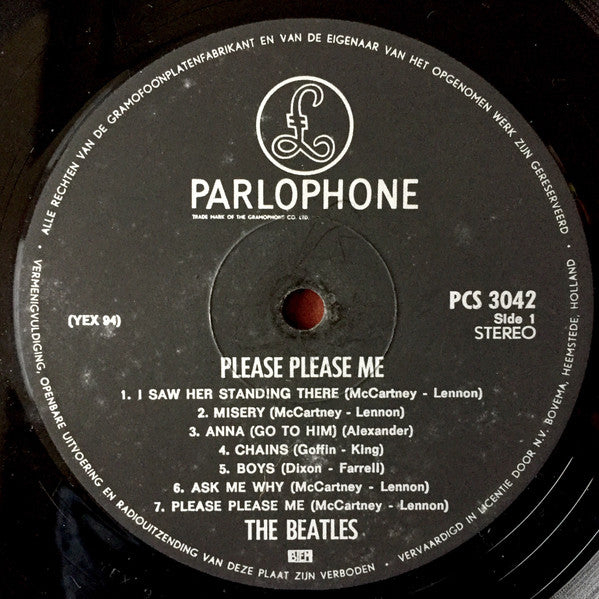 • ALLE RECHTEN VAN DE GRAMOFOONPLATENFABRIKANT EN VAN DE EIGENAAR VAN HET OPGENOMEN WERK ZIJN GERESERVEERD •
VERMENIGVULDIGING, OPENBARE UITVOERING EN RADIOUITZENDING VAN DEZE PLAAT ZIJN VERBODEN • VERVAARDIGD IN LICENTIE DOOR N.V. BOVEMA, HEEMSTEDE, HOLLAND •
£
PARLOPHONE
TRADE MARK OF THE GRAMOPHONE CO. LTD.
PCS 3042
(YEX 94)
Side 1
STEREO
PLEASE PLEASE ME
1. I SAW HER STANDING THERE (McCartney - Lennon)
2. MISERY (McCartney - Lennon)
3. ANNA (GO TO HIM) (Alexander)
4. CHAINS (Goffin - King)
5. BOYS (Dixon - Farrell)
6. ASK ME WHY (McCartney - Lennon)
7. PLEASE PLEASE ME (McCartney - Lennon)
THE BEATLES